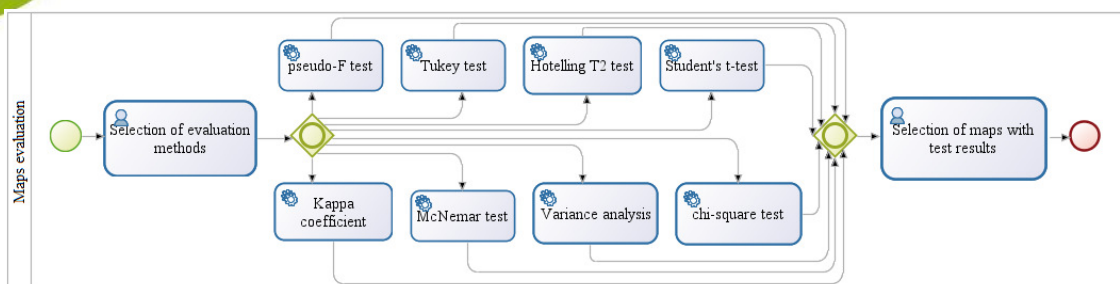 Maps evaluation
pseudo-F test
Tukey test
Hotelling T2 test
Student's t-test
Selection of evaluation
methods
Selection of maps with
test results
Kappa
coefficient
McNemar test
Variance analysis
chi-square test